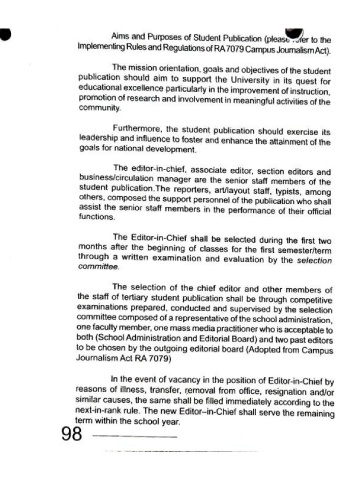 Aims and Purposes of Student Publication (please refer to the
Implementing Rules and Regulations of RA 7079 Campus Journalism Act).
The mission orientation, goals and objectives of the student
publication should aim to support the University in its quest for
educational excellence particularly in the improvement of instruction,
promotion of research and involvement in meaningful activities of the
community.
Furthermore, the student publication should exercise its
leadership and influence to foster and enhance the attainment of the
goals for national development.
The editor-in-chief, associate editor, section editors and
business/circulation manager are the senior staff members of the
student publication.The reporters, art/layout staff, typists, among
others, composed the support personnel of the publication who shall
assist the senior staff members in the performance of their official
functions.
The Editor-in-Chief shall be selected during the first two
months after the beginning of classes for the first semester/term
through a written examination and evaluation by the selection
committee.
The selection of the chief editor and other members of
the staff of tertiary student publication shall be through competitive
examinations prepared, conducted and supervised by the selection
committee composed of a representative of the school administration,
one faculty member, one mass media practitioner who is acceptable to
both (School Administration and Editorial Board) and two past editors
to be chosen by the outgoing editorial board (Adopted from Campus
Journalism Act RA 7079)
In the event of vacancy in the position of Editor-in-Chief by
reasons of illness, transfer, removal from office, resignation and/or
similar causes, the same shall be filled immediately according to the
next-in-rank rule. The new Editor–in-Chief shall serve the remaining
term within the school year.
98